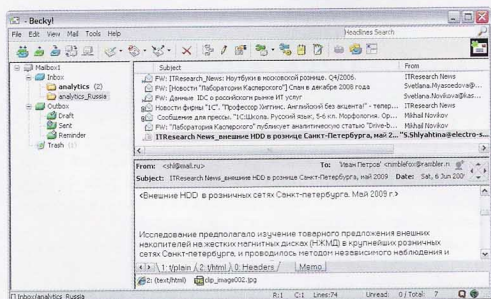 - Becky!
File Edit View Mail Tools Help
Headlines Search
Mailbox1
Inbox
analytics (2)
analytics_Russia
Outbox
Draft
Sent
Reminder
Trash (1)
Subject From
FW: ITResearch_News: Ноутбуки в московской рознице. Q4/2006. ITResearch News
FW: [Новости "Лаборатории Касперского"] Спам в декабре 2008 года Svetlana.Myasoedova@...
FW: Данные IDC о российском рынке ИТ услуг Svetlana.Novikova@kas...
Новости фирмы "1С". "Профессор Хиггинс. Английский без акцента!" - телер... ITResearch News
Сообщение для прессы. "1С:Школа. Русский язык, 5-6 кл. Морфология. Ор... Mikhail Novikov
FW: "Лаборатория Касперского" публикует аналитическую статью "Drive-b... Mikhail Novikov
ITResearch News_внешние HDD в рознице Санкт-Петербурга, май 2... "S.Shlyahtina@electro-s...
From: <shl@mail.ru> To: 'Иван Петров' <nimblefox@rambler.n
Subject: ITResearch News_внешние HDD в рознице Санкт-Петербурга, май 2009 Date: Sat, 6 Jun 200
<Внешние HDD в розничных сетях Санкт-Петербурга. Май 2009 г.>
Исследование предполагало изучение товарного предложения внешних
накопителей на жестких магнитных дисках (НЖМД) в крупнейших розничных
сетях Санкт-Петербурга, и проводилось методом независимого наблюдения и
1: t/plain 2: t/html 0: Headers Memo
2: (text/html) clip_image002.jpg
Inbox/analytics_Russia R:1 C:1 Lines:74 Unread: 0 / Total: 7